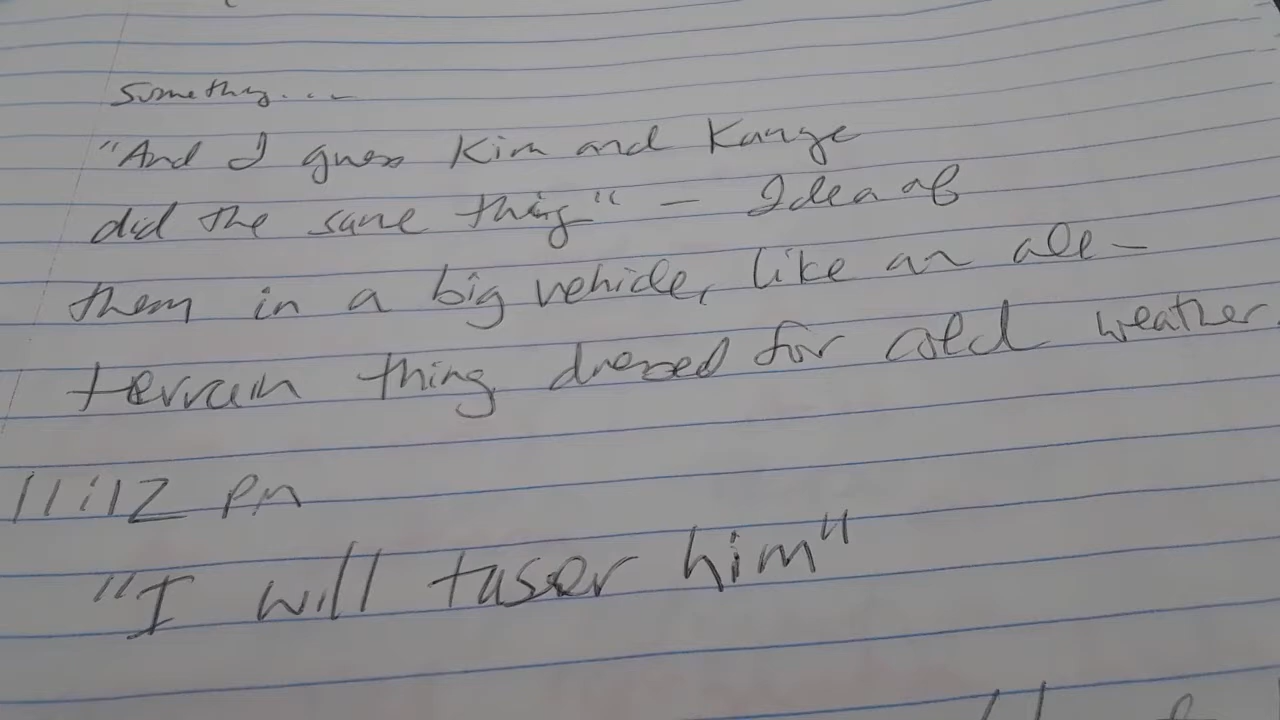 Something...
"And I guess Kim and Kanye
did the same thing" - Idea of
them in a big vehicle, like an all-
terrain thing dressed for cold weather.
11:12 PM
"I will taser him"